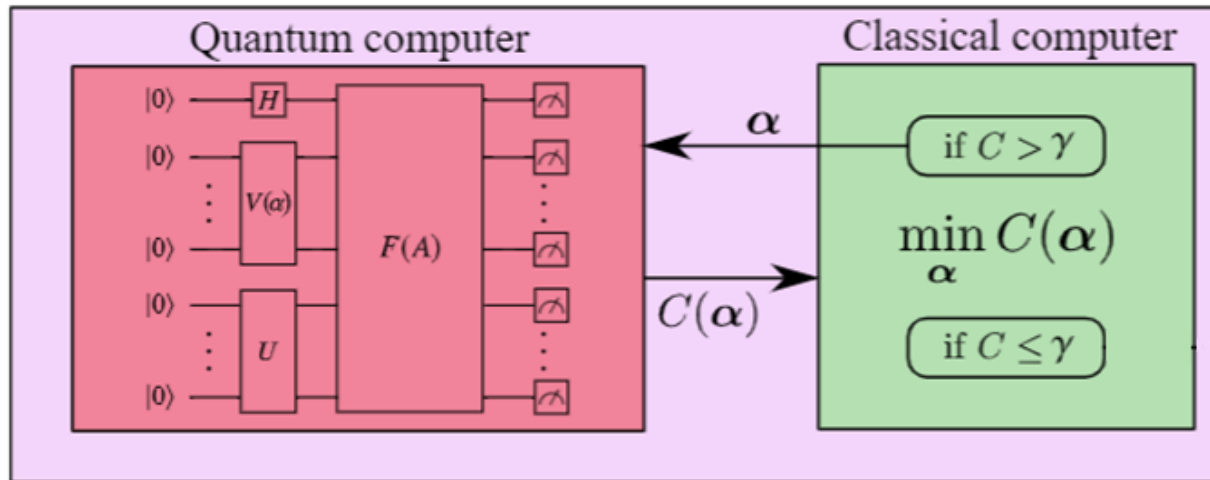 Quantum computer
|0⟩ H
|0⟩
V(α)
|0⟩
F(A)
|0⟩
U
|0⟩
α
C(α)
Classical computer
if C > γ
min C(α)
α
if C ≤ γ